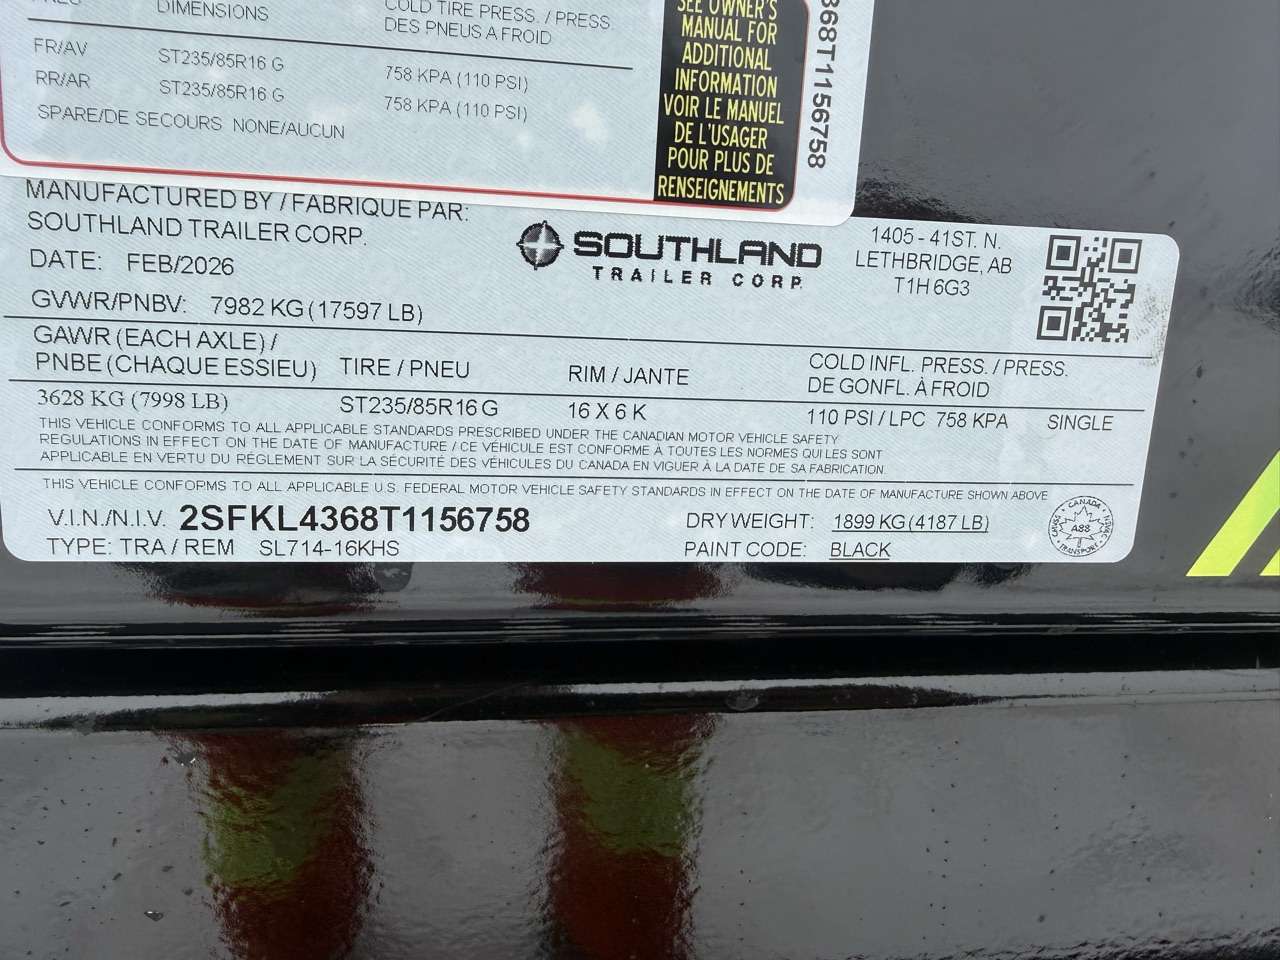 DIMENSIONS
COLD TIRE PRESS. / PRESS.
DES PNEUS A FROID
FR/AV ST235/85R16 G 758 KPA (110 PSI)
RR/AR ST235/85R16 G 758 KPA (110 PSI)
SPARE/DE SECOURS NONE/AUCUN
SEE OWNER'S
MANUAL FOR
ADDITIONAL
INFORMATION
VOIR LE MANUEL
DE L'USAGER
POUR PLUS DE
RENSEIGNEMENTS
368T1156758
MANUFACTURED BY / FABRIQUE PAR:
SOUTHLAND TRAILER CORP.
DATE: FEB/2026
GVWR/PNBV: 7982 KG (17597 LB)
SOUTHLAND
TRAILER CORP.
1405 - 41ST. N.
LETHBRIDGE, AB
T1H 6G3
GAWR (EACH AXLE) /
PNBE (CHAQUE ESSIEU) TIRE / PNEU RIM / JANTE
COLD INFL. PRESS. / PRESS.
DE GONFL. À FROID
3628 KG (7998 LB) ST235/85R16 G 16 X 6 K 110 PSI / LPC 758 KPA SINGLE
THIS VEHICLE CONFORMS TO ALL APPLICABLE STANDARDS PRESCRIBED UNDER THE CANADIAN MOTOR VEHICLE SAFETY
REGULATIONS IN EFFECT ON THE DATE OF MANUFACTURE / CE VÉHICULE EST CONFORME À TOUTES LES NORMES QUI LES SONT
APPLICABLE EN VERTU DU RÉGLEMENT SUR LA SÉCURITÉ DES VÉHICULES DU CANADA EN VIGUER À LA DATE DE SA FABRICATION.
THIS VEHICLE CONFORMS TO ALL APPLICABLE U.S. FEDERAL MOTOR VEHICLE SAFETY STANDARDS IN EFFECT ON THE DATE OF MANUFACTURE SHOWN ABOVE
V.I.N./N.I.V. 2SFKL4368T1156758 DRY WEIGHT: 1899 KG (4187 LB)
TYPE: TRA / REM SL714-16KHS PAINT CODE: BLACK
CANADA
A88
TRANSPORT